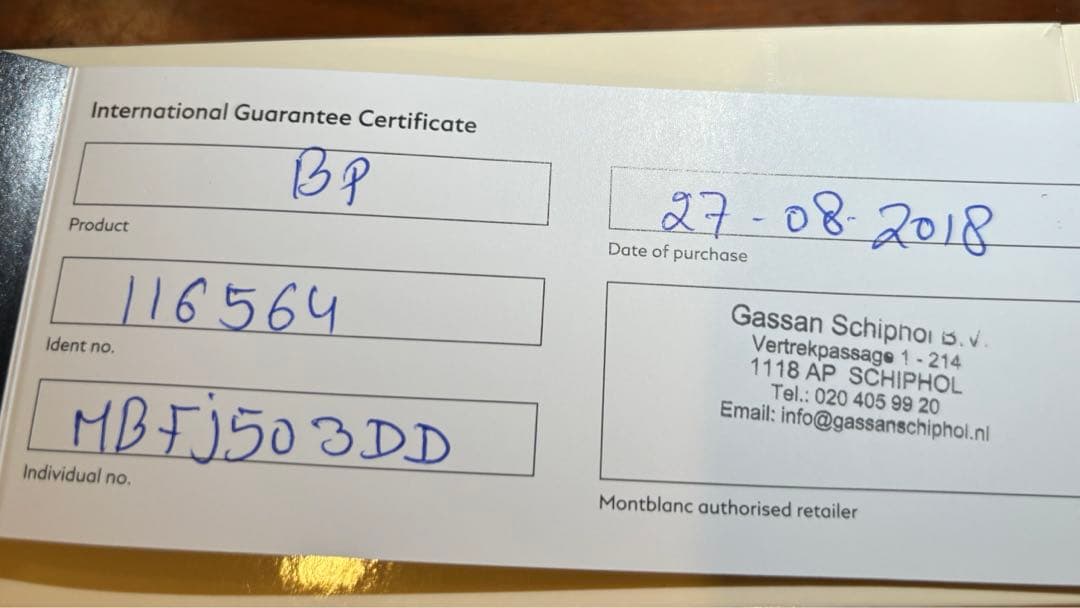 International Guarantee Certificate
BP
Product
116564
Ident no.
MBFJ503DD
Individual no.
27-08-2018
Date of purchase
Gassan Schiphol B.V.
Vertrekpassage 1 - 214
1118 AP SCHIPHOL
Tel.: 020 405 99 20
Email: info@gassanschiphol.nl
Montblanc authorised retailer